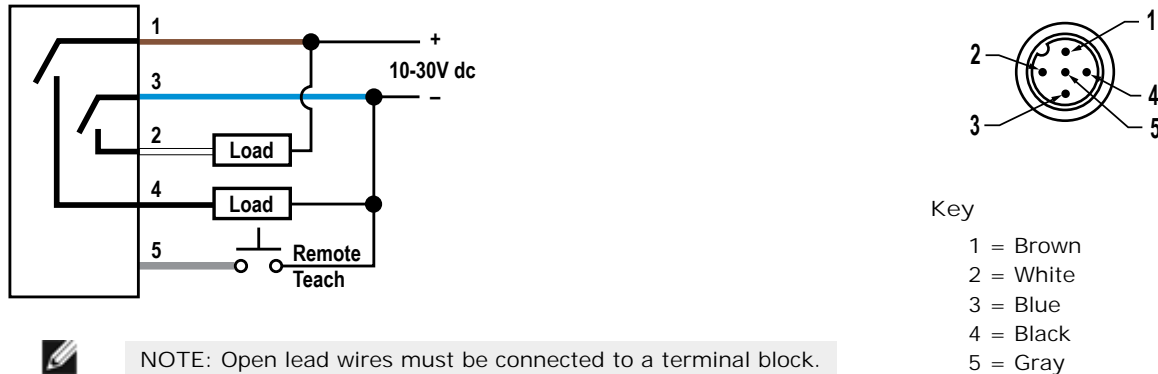 1
+
10-30V dc
3
–
2
Load
4
Load
5
Remote
Teach
1
2
4
3
5
Key
1 = Brown
2 = White
3 = Blue
4 = Black
5 = Gray
NOTE: Open lead wires must be connected to a terminal block.